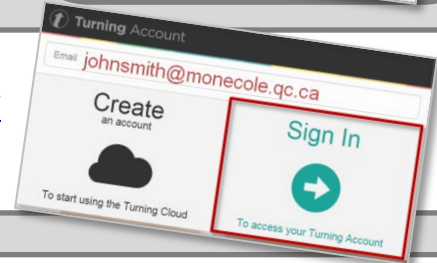 Turning Account
Email johnsmith@monecole.qc.ca
Create
an account
To start using the Turning Cloud
Sign In
To access your Turning Account